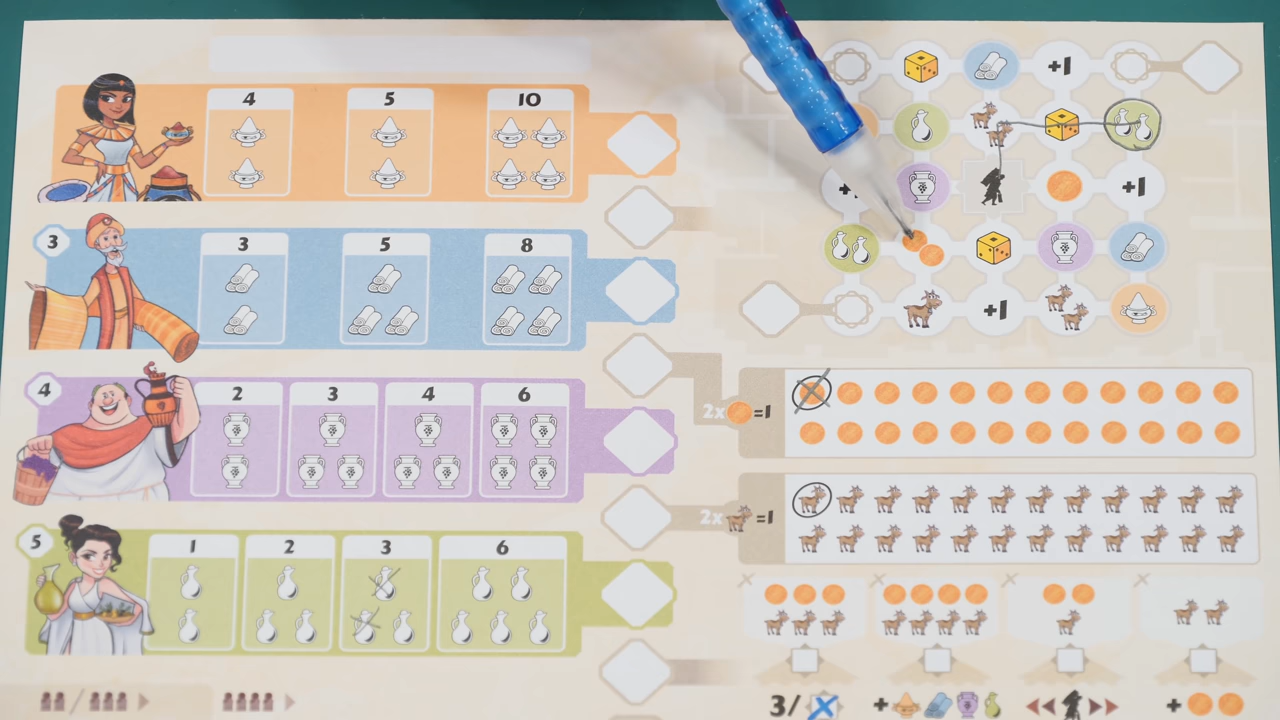 +1
4 5 10
+1 +1
3
3 5 8
+1
4
2 3 4 6
2x =1
2x =1
5
1 2 3 6
/
3/ X + +